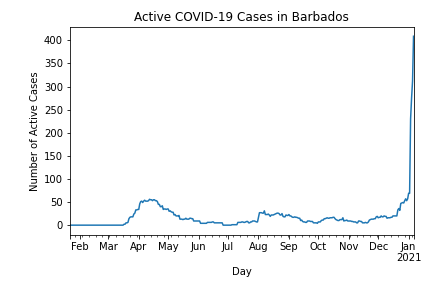 Active COVID-19 Cases in Barbados
Number of Active Cases
400
350
300
250
200
150
100
50
0
Feb Mar Apr May Jun Jul Aug Sep Oct Nov Dec Jan
2021
Day